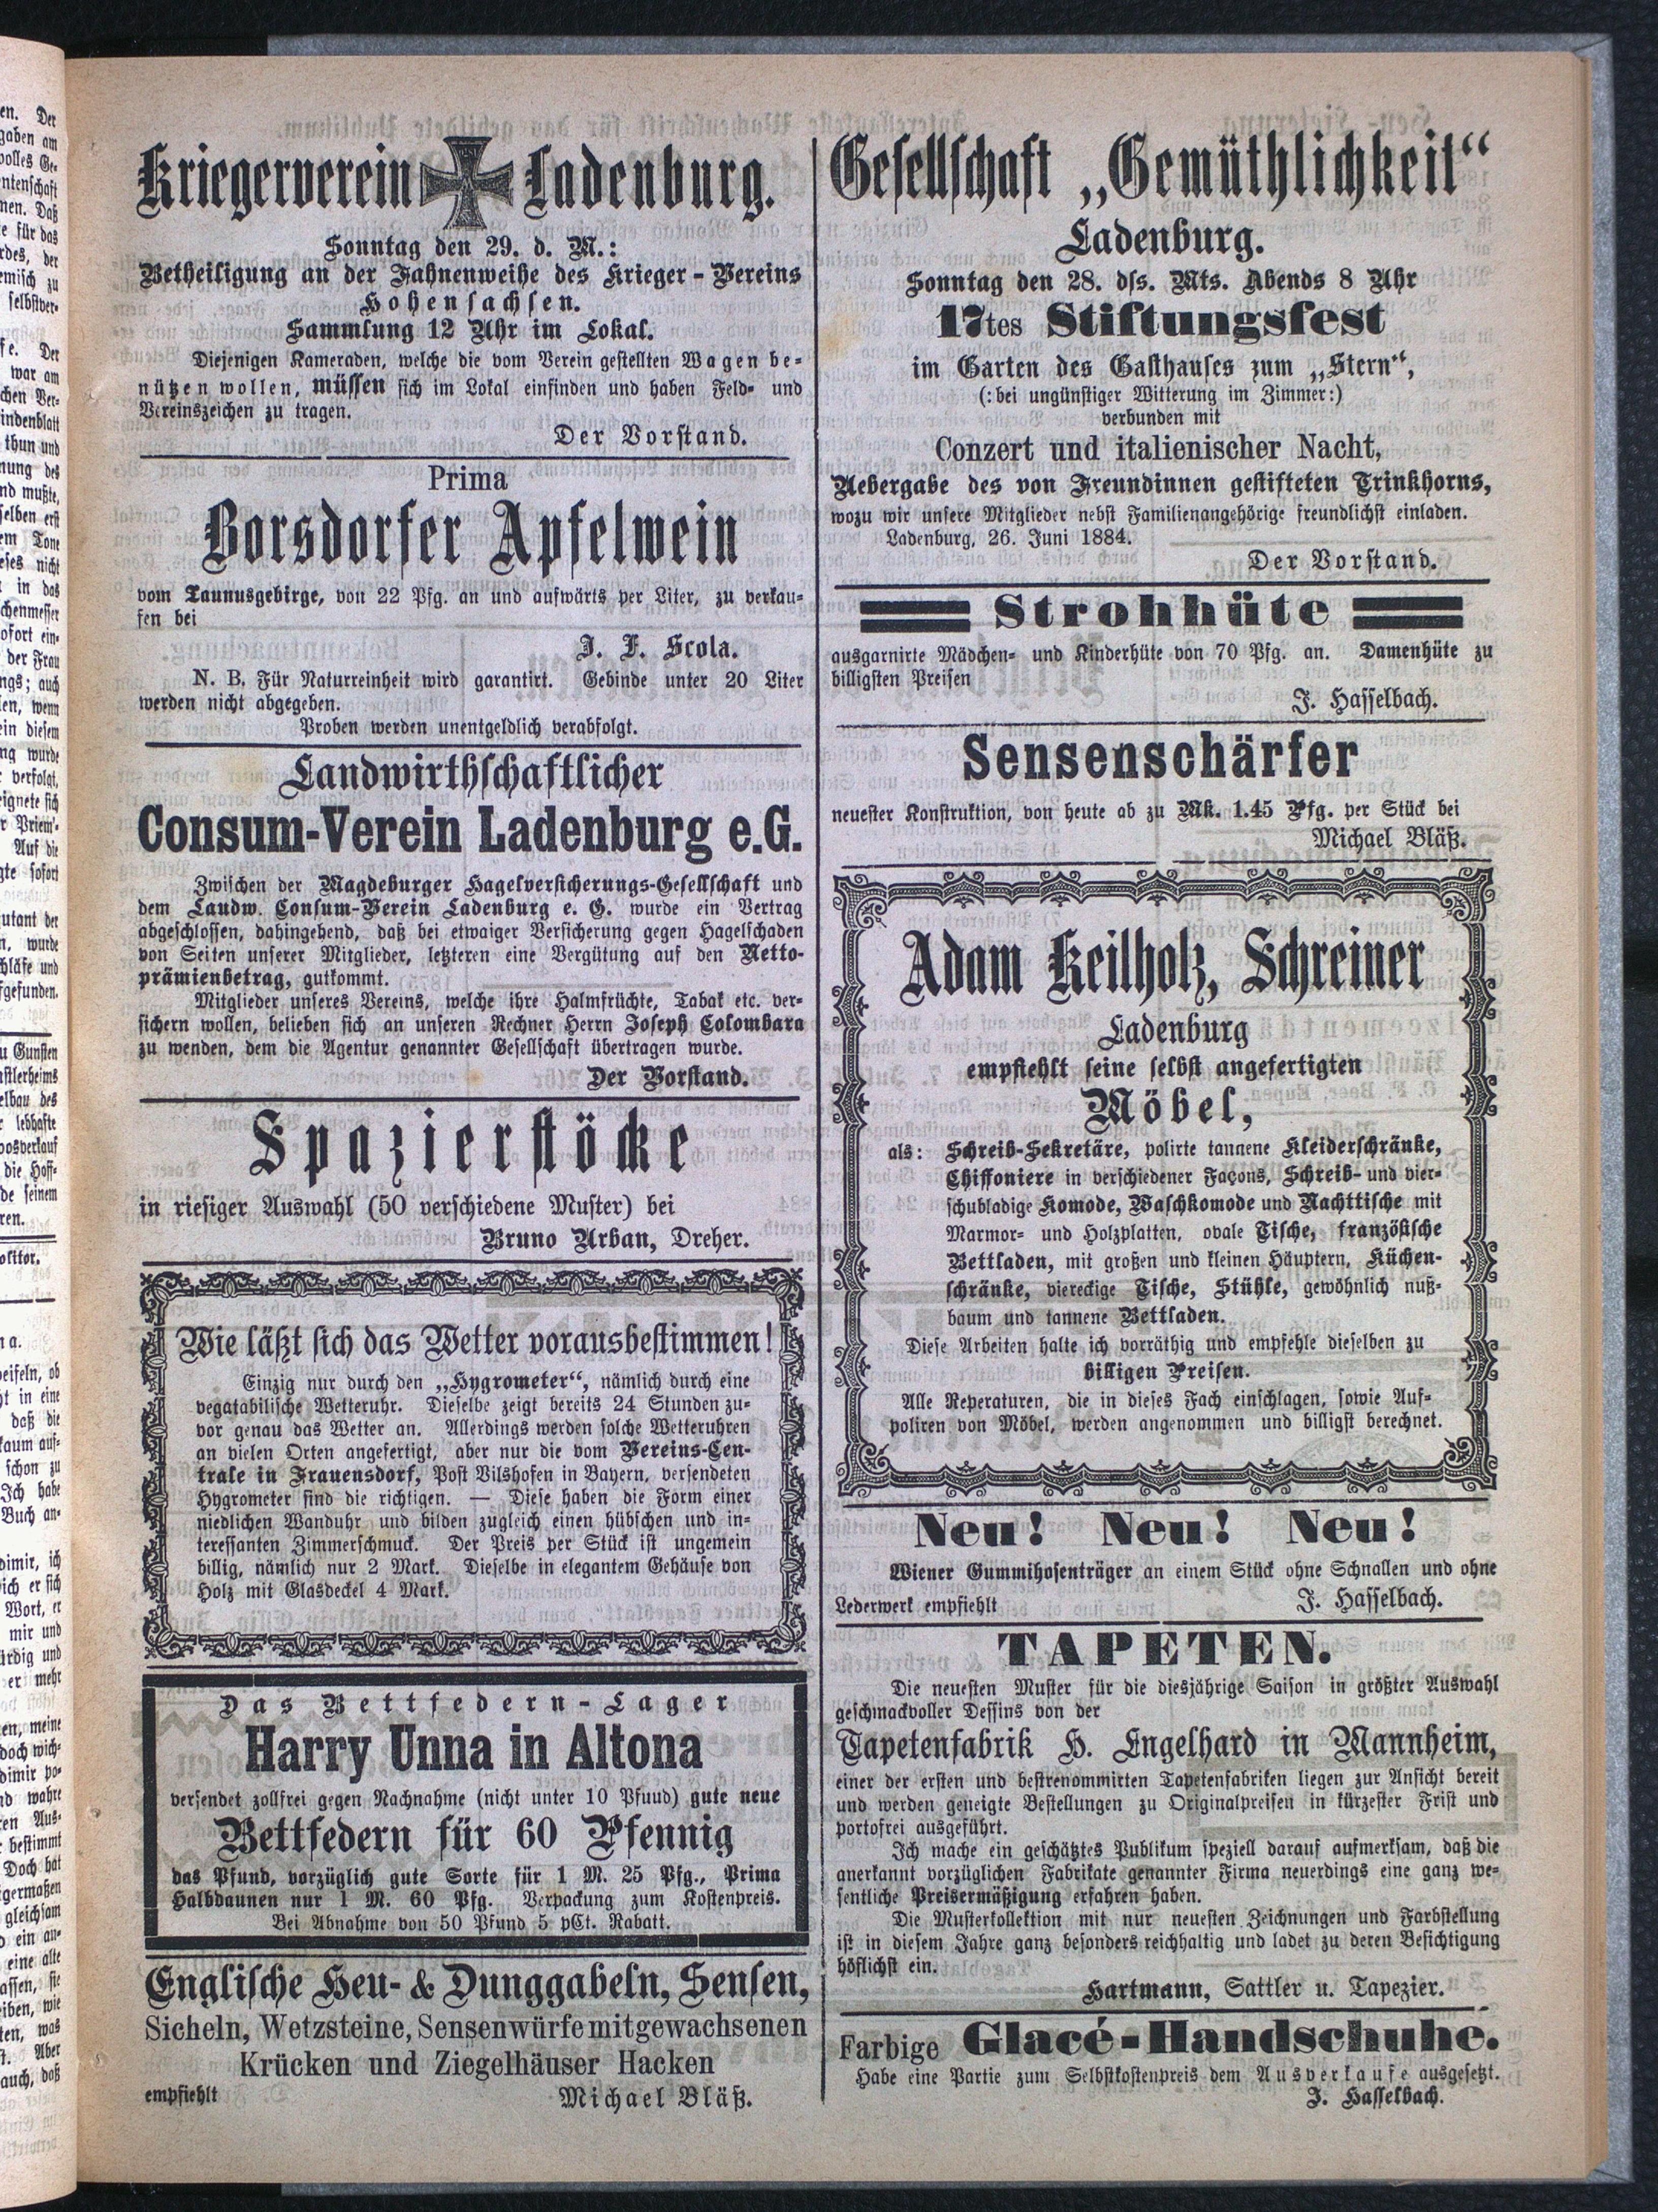 Kriegerverein Ladenburg.
Sonntag den 29. d. M.:
Betheiligung an der Fahnenweihe des Krieger-Vereins
Hohensachsen.
Sammlung 12 Uhr im Lokal.
Diejenigen Kameraden, welche die vom Verein gestellten Wagen be-
nützen wollen, müssen sich im Lokal einfinden und haben Feld- und
Vereinszeichen zu tragen.
Der Vorstand.
Prima
Borsdorfer Apfelwein
vom Taunusgebirge, von 22 Pfg. an und aufwärts per Liter, zu verkau-
fen bei
J. F. Scola.
N. B. Für Naturreinheit wird garantirt. Gebinde unter 20 Liter
werden nicht abgegeben.
Proben werden unentgeldlich verabfolgt.
Landwirthschaftlicher
Consum-Verein Ladenburg e.G.
Zwischen der Magdeburger Hagelversicherungs-Gesellschaft und
dem Landw. Consum-Verein Ladenburg e. G. wurde ein Vertrag
abgeschlossen, dahingehend, daß bei etwaiger Versicherung gegen Hagelschaden
von Seiten unserer Mitglieder, letzteren eine Vergütung auf den Netto-
prämienbetrag, gutkommt.
Mitglieder unseres Vereins, welche ihre Halmfrüchte, Tabak etc. ver-
sichern wollen, belieben sich an unseren Rechner Herrn Joseph Colombara
zu wenden, dem die Agentur genannter Gesellschaft übertragen wurde.
Der Vorstand.
Spazierstöcke
in riesiger Auswahl (50 verschiedene Muster) bei
Bruno Urban, Dreher.
Wie läßt sich das Wetter vorausbestimmen!
Einzig nur durch den „Hygrometer“, nämlich durch eine
vegatabilische Wetteruhr. Dieselbe zeigt bereits 24 Stunden zu-
vor genau das Wetter an. Allerdings werden solche Wetteruhren
an vielen Orten angefertigt, aber nur die vom Vereins-Cen-
trale in Frauensdorf, Post Vilshofen in Bayern, versendeten
Hygrometer sind die richtigen. — Diese haben die Form einer
niedlichen Wanduhr und bilden zugleich einen hübschen und in-
teressanten Zimmerschmuck. Der Preis per Stück ist ungemein
billig, nämlich nur 2 Mark. Dieselbe in elegantem Gehäuse von
Holz mit Glasdeckel 4 Mark.
Das Bettfedern-Lager
Harry Unna in Altona
versendet zollfrei gegen Nachnahme (nicht unter 10 Pfuud) gute neue
Bettfedern für 60 Pfennig
das Pfund, vorzüglich gute Sorte für 1 M. 25 Pfg., Prima
Halbdaunen nur 1 M. 60 Pfg. Verpackung zum Kostenpreis.
Bei Abnahme von 50 Pfund 5 pCt. Rabatt.
Englische Heu- & Dunggabeln, Sensen,
Sicheln, Wetzsteine, Sensenwürfe mit gewachsenen
Krücken und Ziegelhäuser Hacken
empfiehlt Michael Bläß.
Gesellschaft „Gemüthlichkeit“
Ladenburg.
Sonntag den 28. dss. Mts. Abends 8 Uhr
17tes Stiftungsfest
im Garten des Gasthauses zum „Stern“,
(: bei ungünstiger Witterung im Zimmer:)
verbunden mit
Conzert und italienischer Nacht,
Uebergabe des von Freundinnen gestifteten Trinkhorns,
wozu wir unsere Mitglieder nebst Familienangehörige freundlichst einladen.
Ladenburg, 26. Juni 1884.
Der Vorstand.
Strohhüte
ausgarnirte Mädchen- und Kinderhüte von 70 Pfg. an. Damenhüte zu
billigsten Preisen
J. Hasselbach.
Sensenschärfer
neuester Konstruktion, von heute ab zu Mk. 1.45 Pfg. per Stück bei
Michael Bläß.
Adam Keilholz, Schreiner
Ladenburg
empfiehlt seine selbst angefertigten
Möbel,
als: Schreib-Sekretäre, polirte tannene Kleiderschränke,
Chiffoniere in verschiedener Façons, Schreib- und vier-
schubladige Komode, Waschkomode und Nachttische mit
Marmor- und Holzplatten, ovale Tische, französische
Bettladen, mit großen und kleinen Häuptern, Küchen-
schränke, viereckige Tische, Stühle, gewöhnlich nuß-
baum und tannene Bettladen.
Diese Arbeiten halte ich vorräthig und empfehle dieselben zu
billigen Preisen.
Alle Reperaturen, die in dieses Fach einschlagen, sowie Auf-
poliren von Möbel, werden angenommen und billigst berechnet.
Neu! Neu! Neu!
Wiener Gummihosenträger an einem Stück ohne Schnallen und ohne
Lederwerk empfiehlt J. Hasselbach.
TAPETEN.
Die neuesten Muster für die diesjährige Saison in größter Auswahl
geschmackvoller Dessins von der
Tapetenfabrik H. Engelhard in Mannheim,
einer der ersten und bestrenommirten Tapetenfabriken liegen zur Ansicht bereit
und werden geneigte Bestellungen zu Originalpreisen in kürzester Frist und
portofrei ausgeführt.
Ich mache ein geschätztes Publikum speziell darauf aufmerksam, daß die
anerkannt vorzüglichen Fabrikate genannter Firma neuerdings eine ganz we-
sentliche Preisermäßigung erfahren haben.
Die Musterkollektion mit nur neuesten Zeichnungen und Farbstellung
ist in diesem Jahre ganz besonders reichhaltig und ladet zu deren Besichtigung
höflichst ein.
Hartmann, Sattler u. Tapezier.
Farbige Glacé-Handschuhe.
Habe eine Partie zum Selbstkostenpreis dem Ausverkaufe ausgesetzt.
J. Hasselbach.